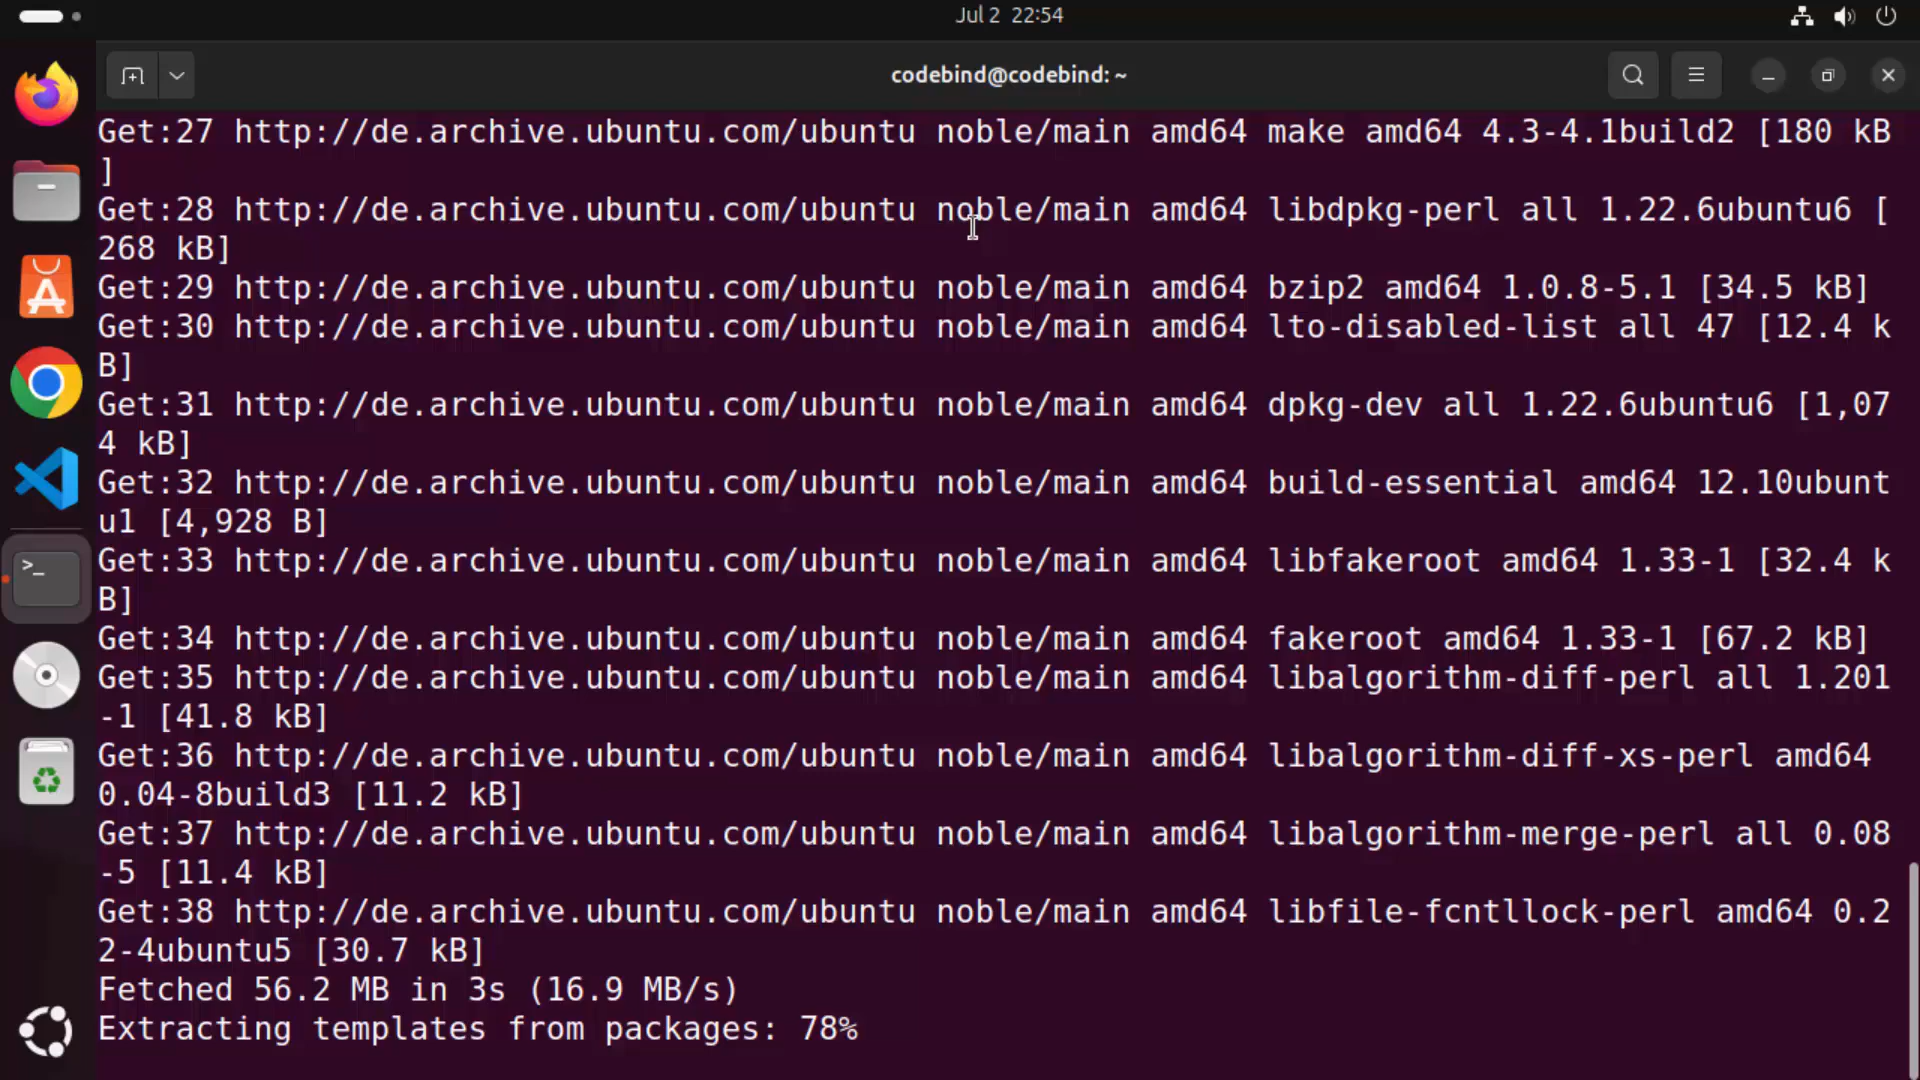 Jul 2 22:54
codebind@codebind: ~
Get:27 http://de.archive.ubuntu.com/ubuntu noble/main amd64 make amd64 4.3-4.1build2 [180 kB
]
Get:28 http://de.archive.ubuntu.com/ubuntu noble/main amd64 libdpkg-perl all 1.22.6ubuntu6 [
268 kB]
Get:29 http://de.archive.ubuntu.com/ubuntu noble/main amd64 bzip2 amd64 1.0.8-5.1 [34.5 kB]
Get:30 http://de.archive.ubuntu.com/ubuntu noble/main amd64 lto-disabled-list all 47 [12.4 k
B]
Get:31 http://de.archive.ubuntu.com/ubuntu noble/main amd64 dpkg-dev all 1.22.6ubuntu6 [1,07
4 kB]
Get:32 http://de.archive.ubuntu.com/ubuntu noble/main amd64 build-essential amd64 12.10ubunt
u1 [4,928 B]
Get:33 http://de.archive.ubuntu.com/ubuntu noble/main amd64 libfakeroot amd64 1.33-1 [32.4 k
B]
Get:34 http://de.archive.ubuntu.com/ubuntu noble/main amd64 fakeroot amd64 1.33-1 [67.2 kB]
Get:35 http://de.archive.ubuntu.com/ubuntu noble/main amd64 libalgorithm-diff-perl all 1.201
-1 [41.8 kB]
Get:36 http://de.archive.ubuntu.com/ubuntu noble/main amd64 libalgorithm-diff-xs-perl amd64
0.04-8build3 [11.2 kB]
Get:37 http://de.archive.ubuntu.com/ubuntu noble/main amd64 libalgorithm-merge-perl all 0.08
-5 [11.4 kB]
Get:38 http://de.archive.ubuntu.com/ubuntu noble/main amd64 libfile-fcntllock-perl amd64 0.2
2-4ubuntu5 [30.7 kB]
Fetched 56.2 MB in 3s (16.9 MB/s)
Extracting templates from packages: 78%